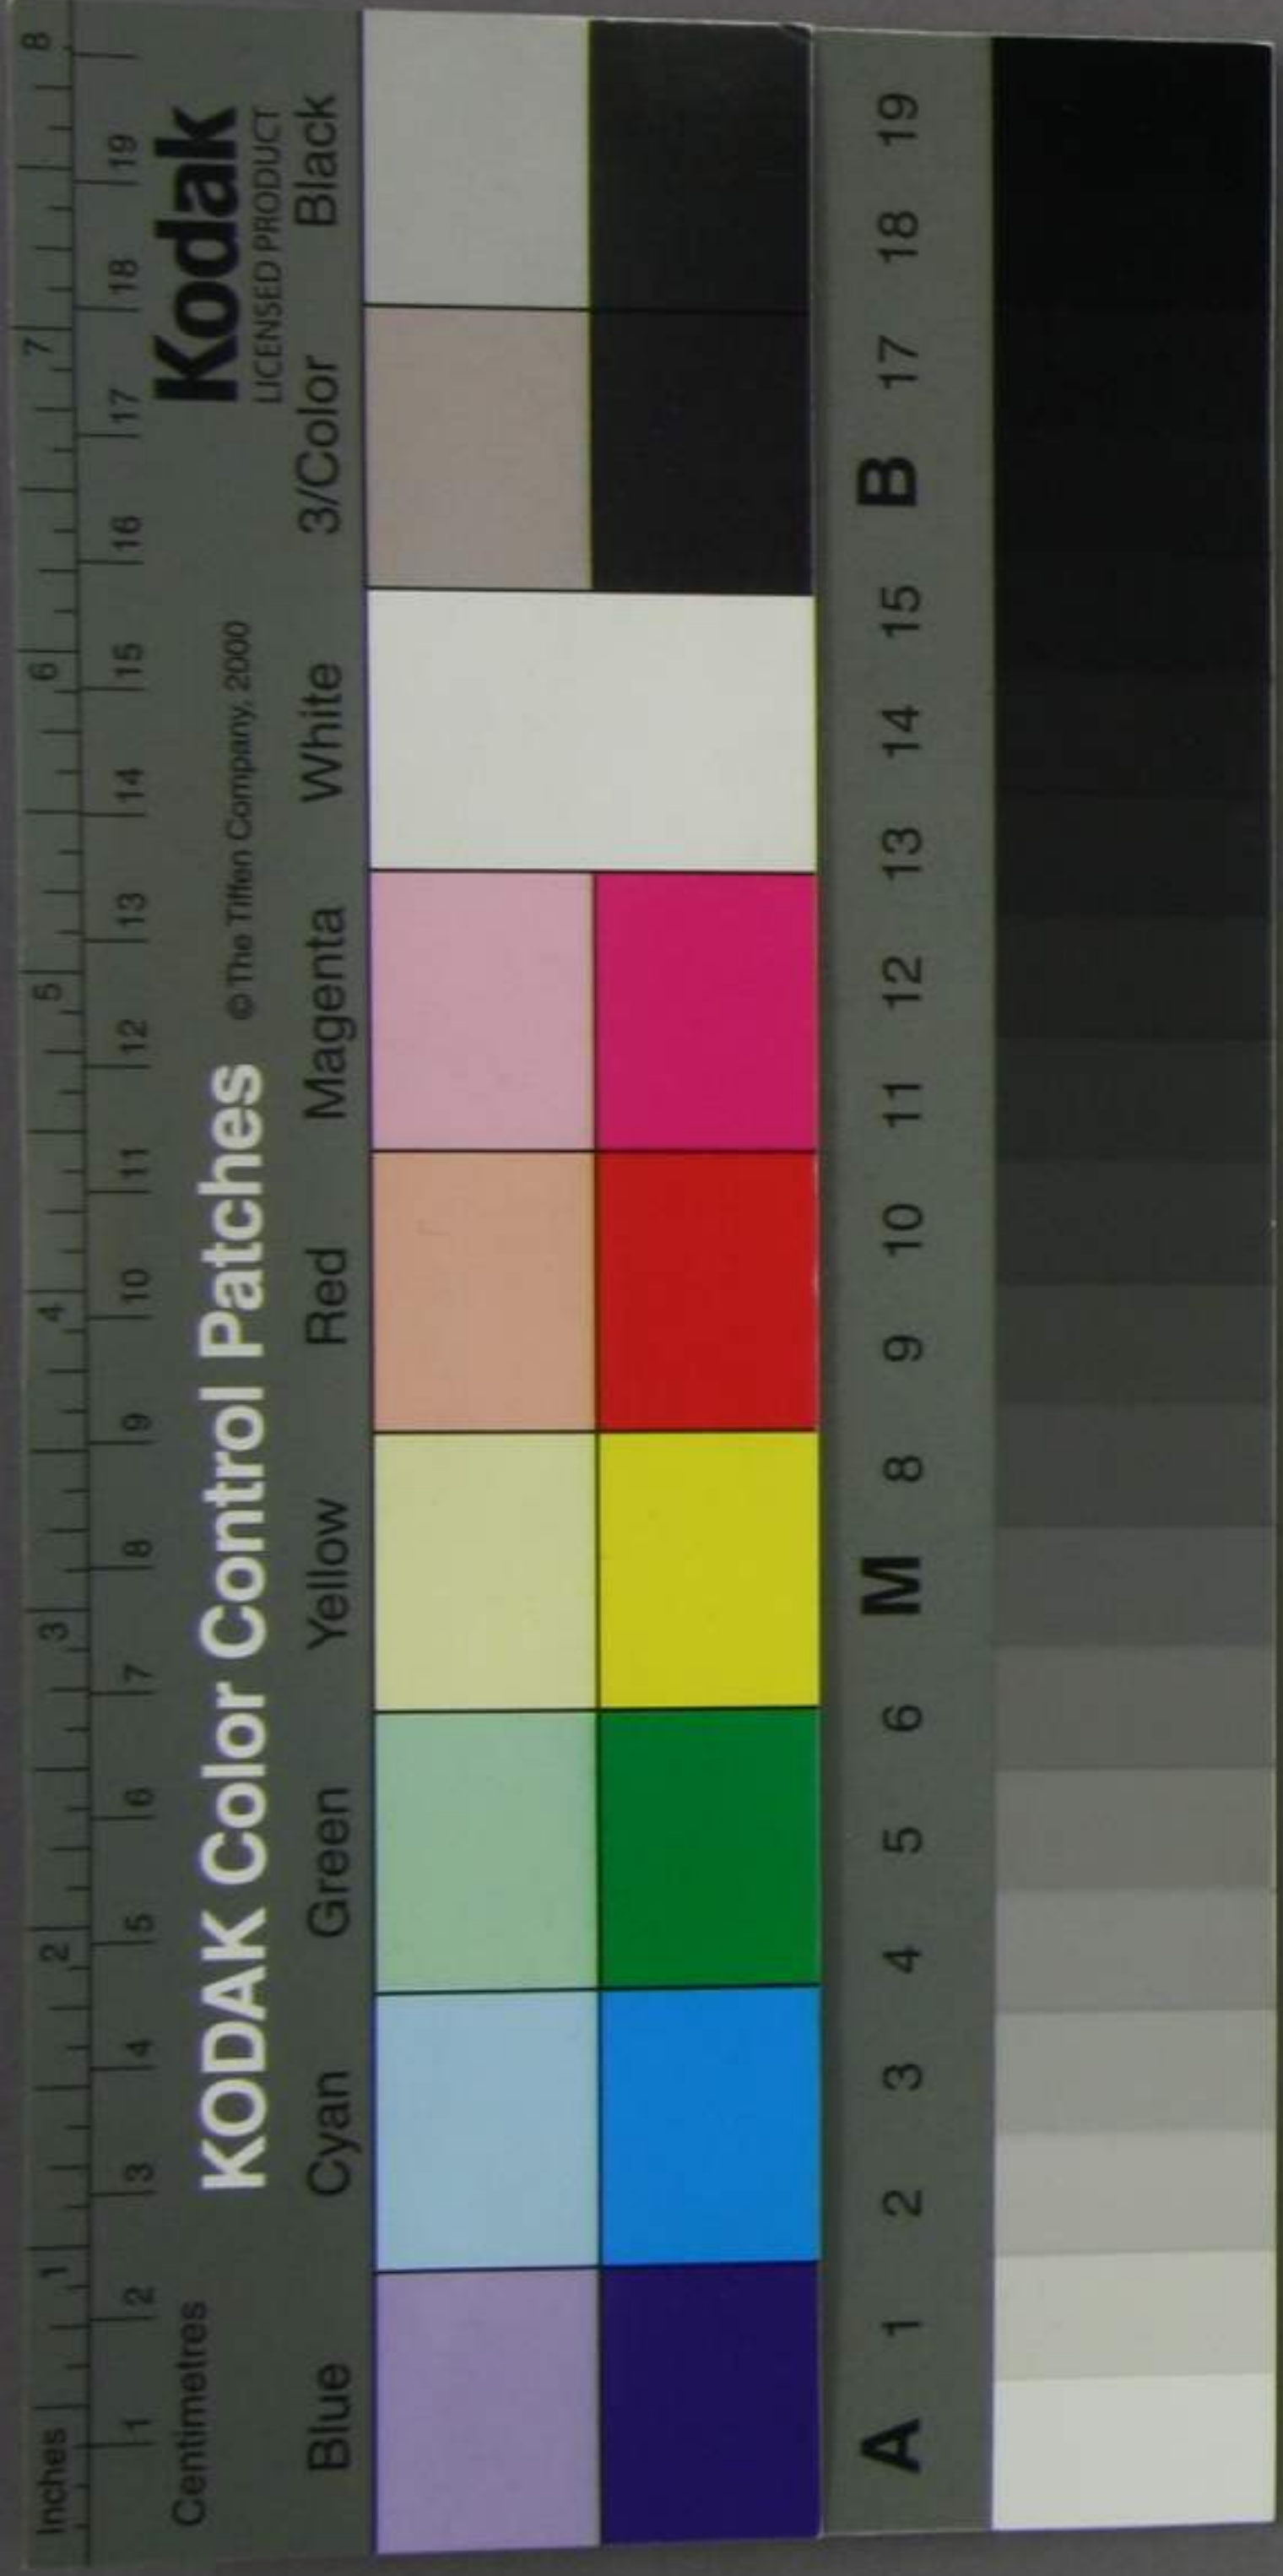 Inches 1 2 3 4 5 6 7 8
Centimetres 1 2 3 4 5 6 7 8 9 10 11 12 13 14 15 16 17 18 19
KODAK Color Control Patches © The Tiffen Company, 2000
Kodak
LICENSED PRODUCT
Blue Cyan Green Yellow Red Magenta White 3/Color Black
A 1 2 3 4 5 6 M 8 9 10 11 12 13 14 15 B 17 18 19